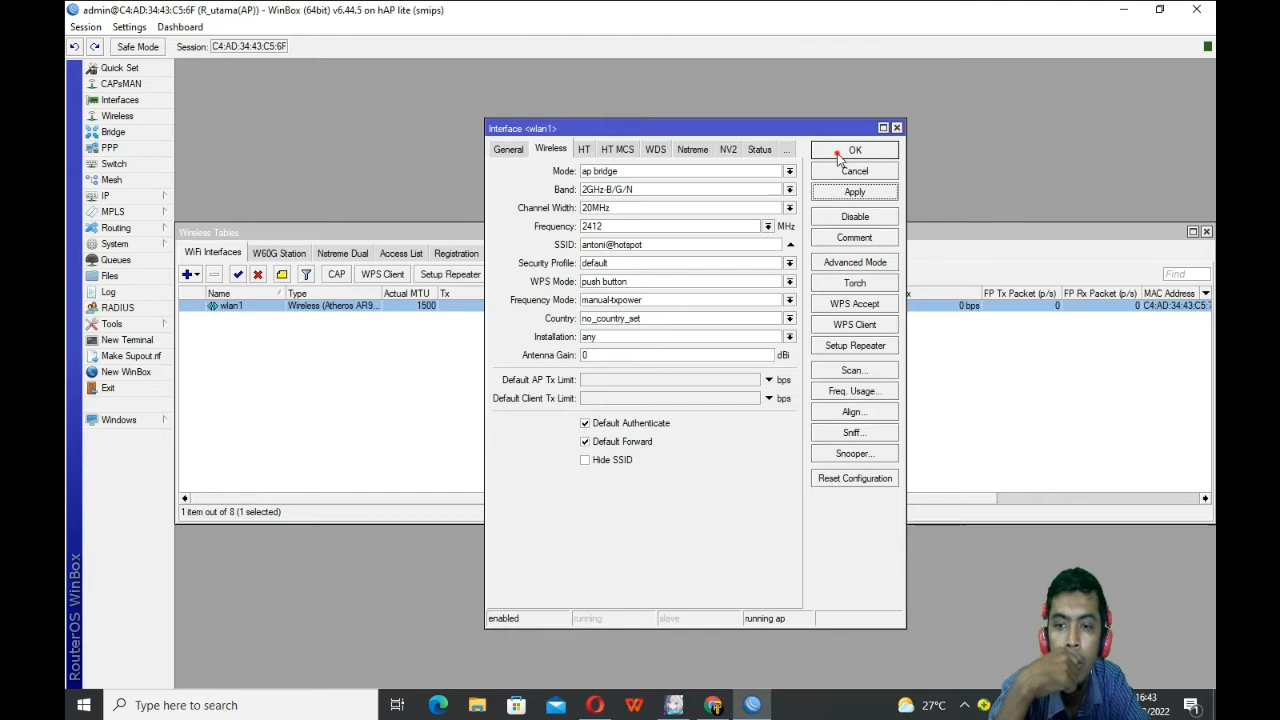 admin@C4:AD:34:43:C5:6F (R_utama(AP)) - WinBox (64bit) v6.44.5 on hAP lite (smips)
Session Settings Dashboard
Safe Mode Session: C4:AD:34:43:C5:6F
Quick Set
CAPsMAN
Interfaces
Wireless
Bridge
PPP
Switch
Mesh
IP
MPLS
Routing
System
Queues
Files
Log
RADIUS
Tools
New Terminal
Make Supout.rif
New WinBox
Exit
Windows
RouterOS WinBox
Wireless Tables
WiFi Interfaces W60G Station Nstreme Dual Access List Registration
CAP WPS Client Setup Repeater Find
Name Type Actual MTU Tx FP Tx Packet (p/s) FP Rx Packet (p/s) MAC Address
wlan1 Wireless (Atheros AR9... 1500 0 bps 0 0 C4:AD:34:43:C5:7
1 item out of 8 (1 selected)
Interface <wlan1>
General Wireless HT HT MCS WDS Nstreme NV2 Status ...
Mode: ap bridge
Band: 2GHz-B/G/N
Channel Width: 20MHz
Frequency: 2412 MHz
SSID: antoni@hotspot
Security Profile: default
WPS Mode: push button
Frequency Mode: manual-txpower
Country: no_country_set
Installation: any
Antenna Gain: 0 dBi
Default AP Tx Limit: bps
Default Client Tx Limit: bps
Default Authenticate
Default Forward
Hide SSID
OK
Cancel
Apply
Disable
Comment
Advanced Mode
Torch
WPS Accept
WPS Client
Setup Repeater
Scan...
Freq. Usage...
Align...
Sniff...
Snooper...
Reset Configuration
enabled running slave running ap
Type here to search
27°C
16:43
/2022